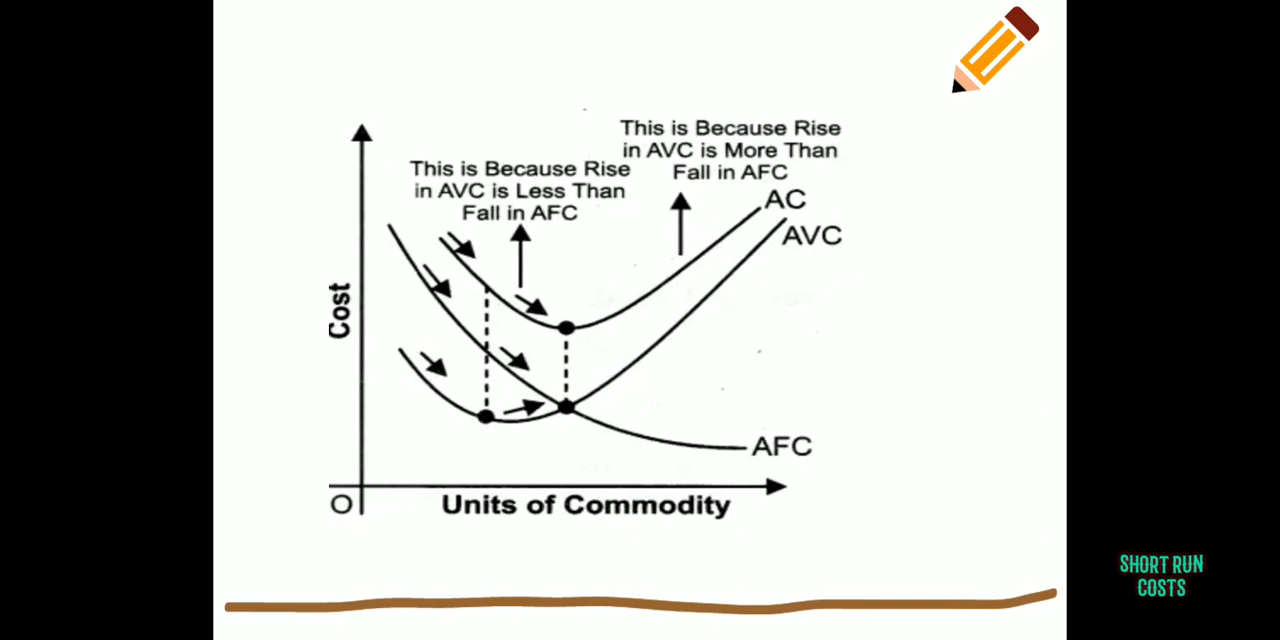 This is Because Rise
in AVC is More Than
Fall in AFC
This is Because Rise
in AVC is Less Than
Fall in AFC
AC
AVC
Cost
AFC
O
Units of Commodity
SHORT RUN
COSTS